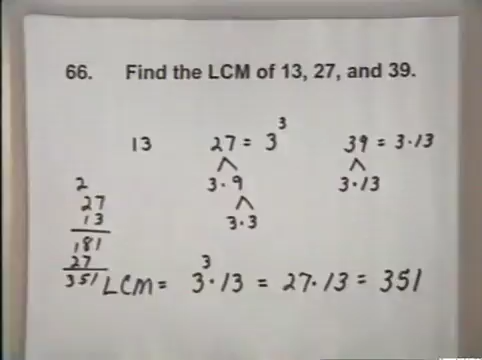 66. Find the LCM of 13, 27, and 39.
13 27 = 3³ 39 = 3·13
3·9 3·13
3·3
2
27
13
181
27
351
LCM = 3³·13 = 27·13 = 351